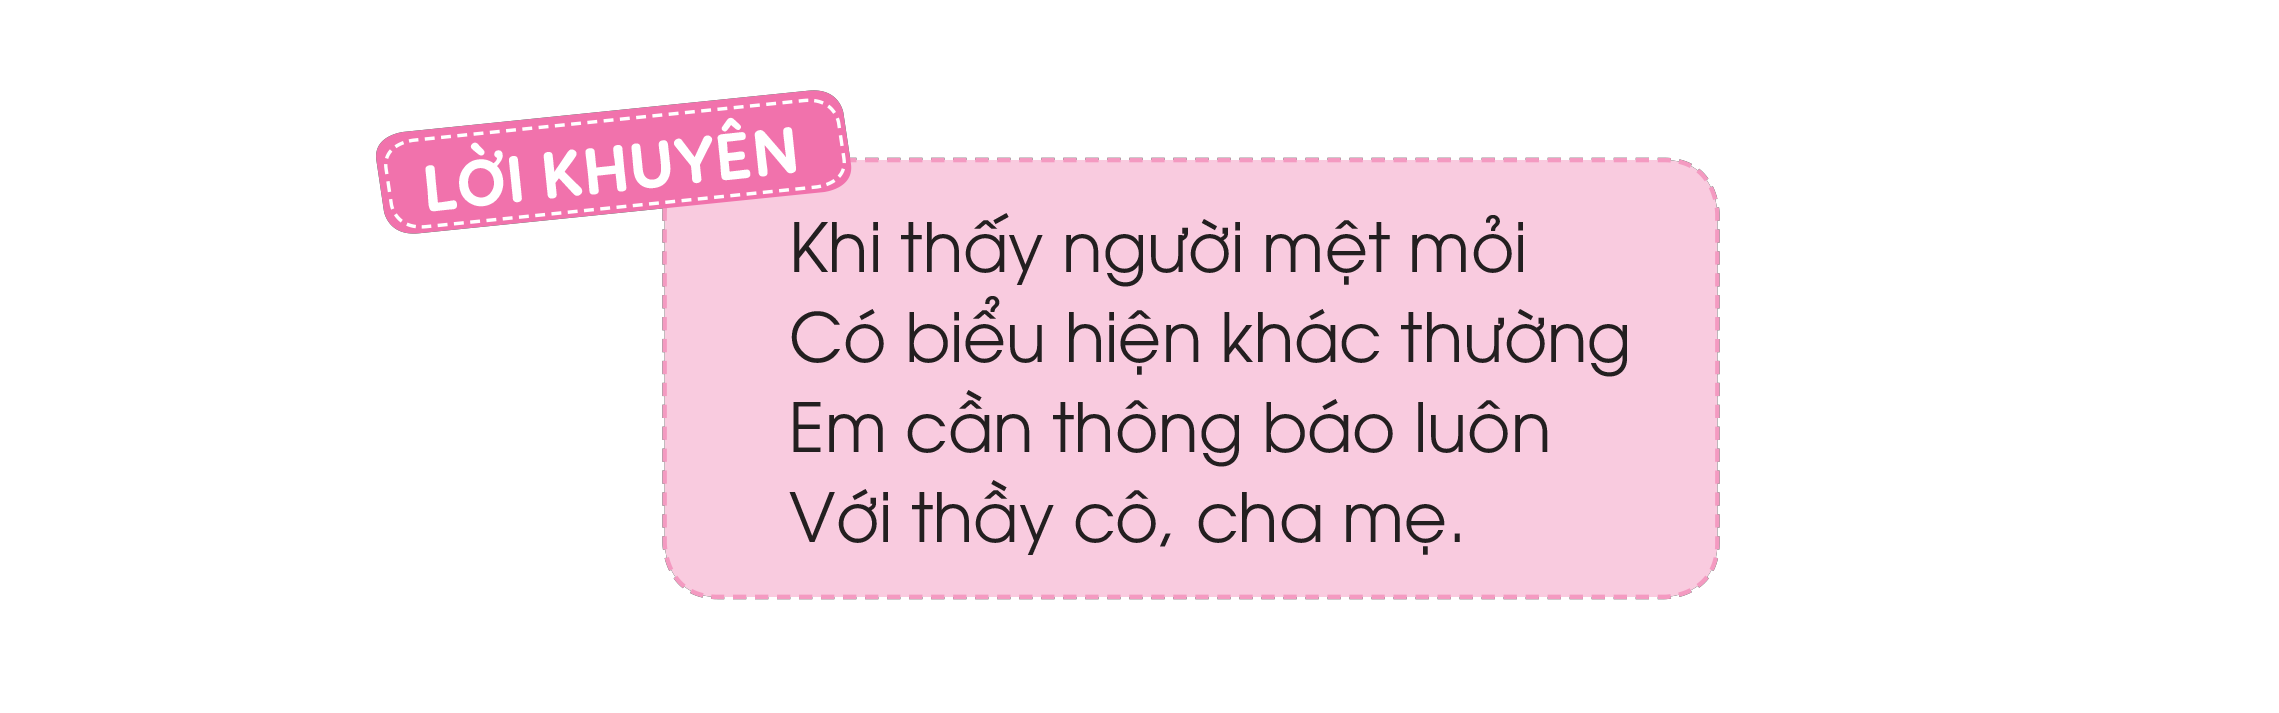 LỜI KHUYÊN
Khi thấy người mệt mỏi
Có biểu hiện khác thường
Em cần thông báo luôn
Với thầy cô, cha mẹ.